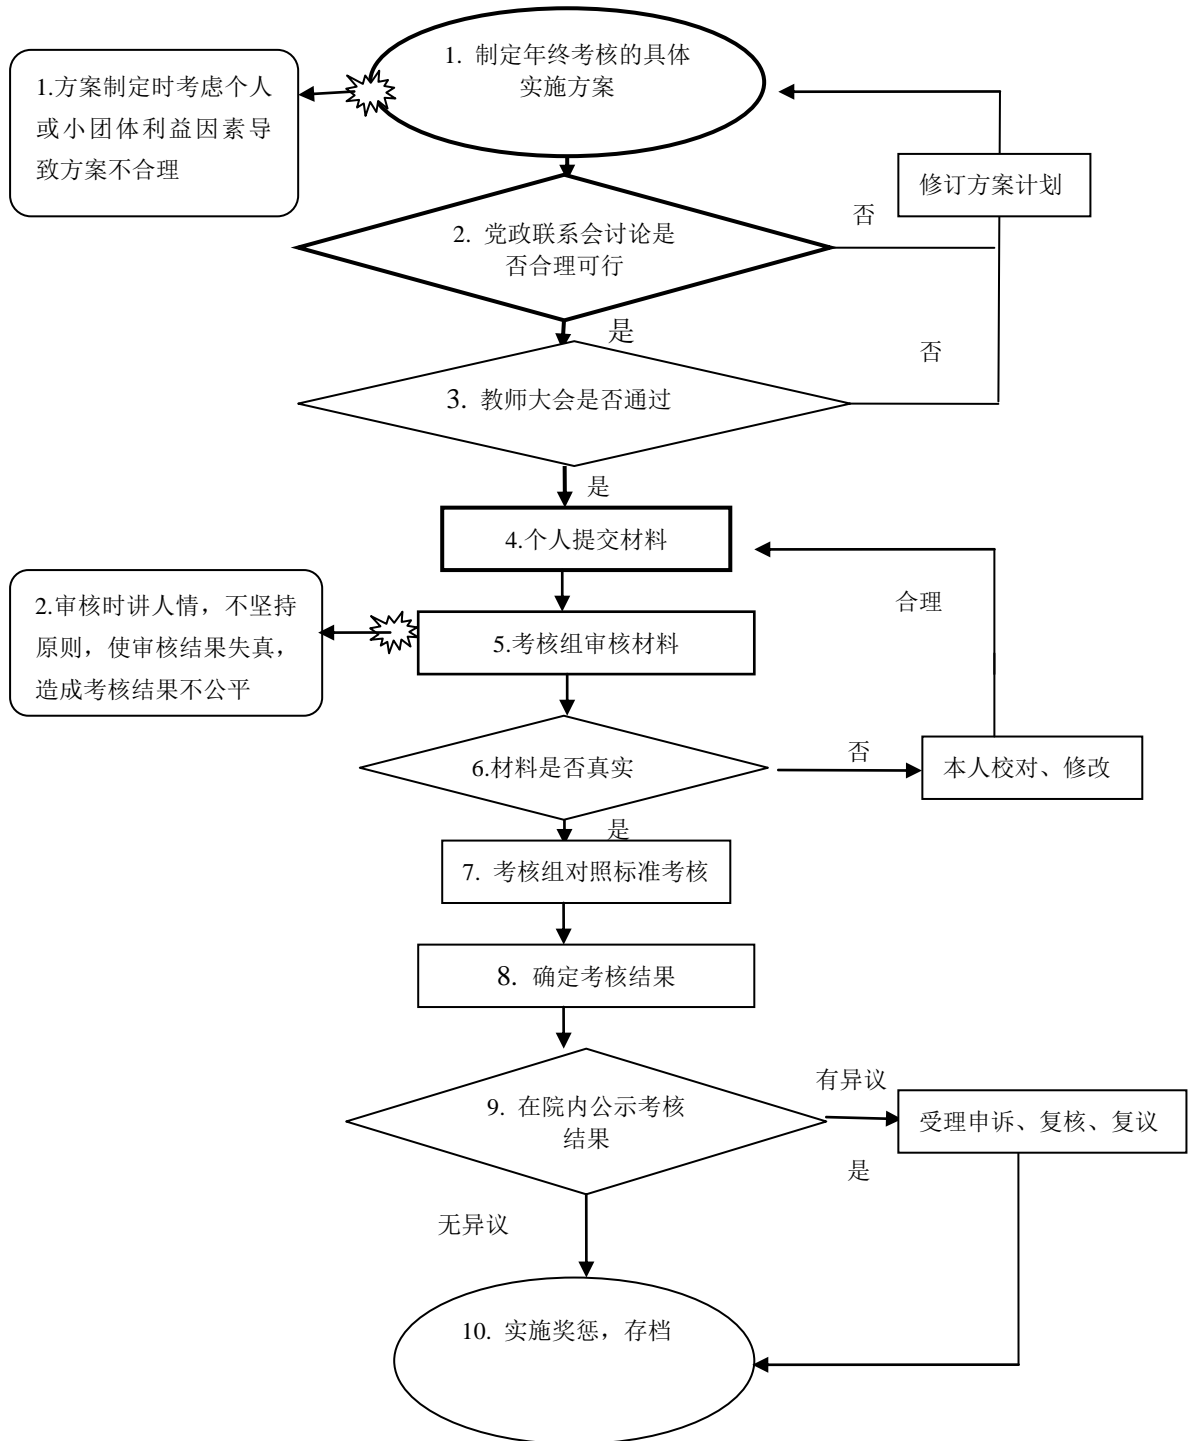 1. 制定年终考核的具体
实施方案
1.方案制定时考虑个人
或小团体利益因素导
致方案不合理
修订方案计划
否
2. 党政联系会讨论是
否合理可行
是
否
3. 教师大会是否通过
是
4.个人提交材料
合理
2.审核时讲人情，不坚持
原则，使审核结果失真，
造成考核结果不公平
5.考核组审核材料
否
6.材料是否真实
本人校对、修改
是
7. 考核组对照标准考核
8. 确定考核结果
有异议
9. 在院内公示考核
结果
受理申诉、复核、复议
是
无异议
10. 实施奖惩，存档